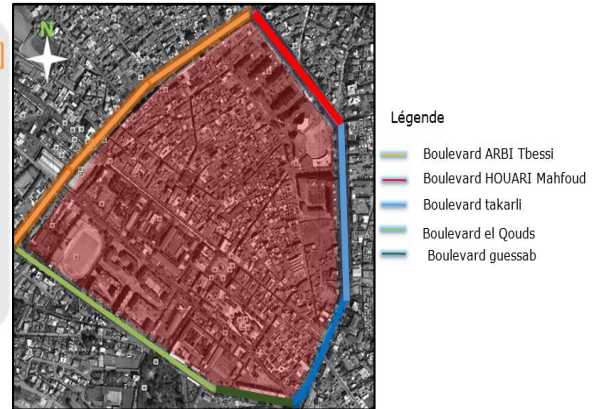 N
Légende
Boulevard ARBI Tbessi
Boulevard HOUARI Mahfoud
Boulevard takarli
Boulevard el Qouds
Boulevard guessab